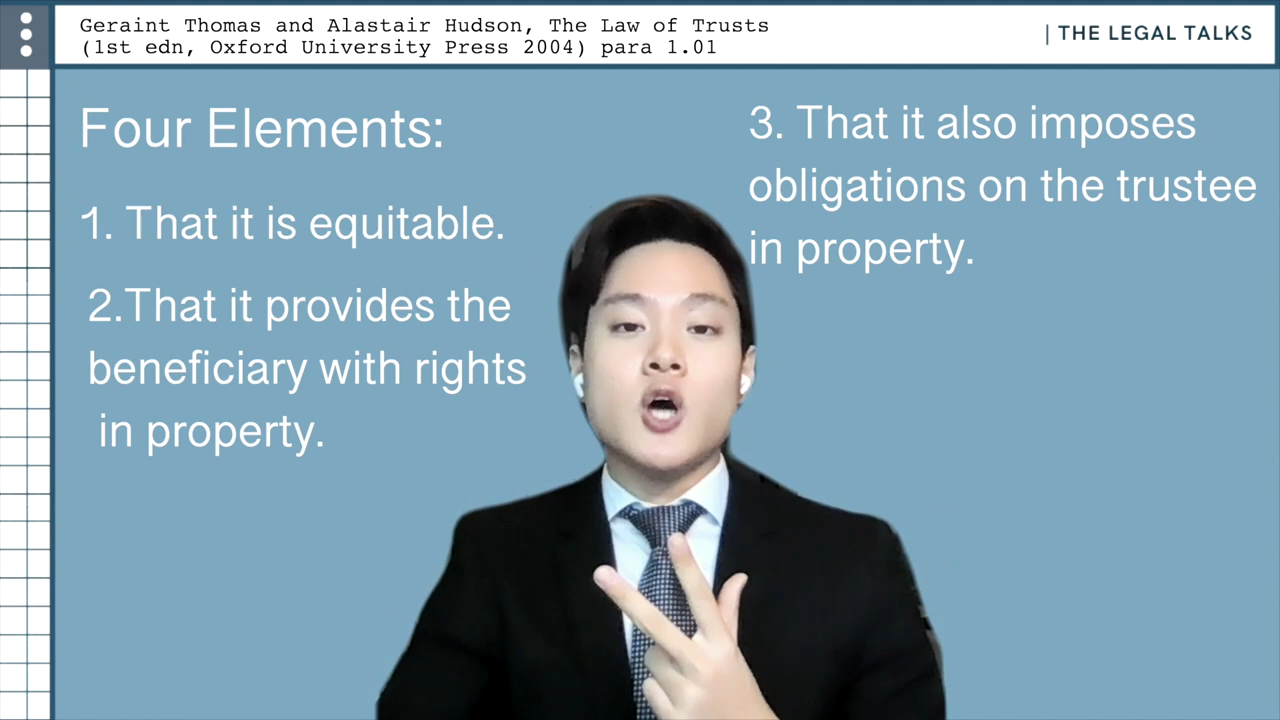 Geraint Thomas and Alastair Hudson, The Law of Trusts
(1st edn, Oxford University Press 2004) para 1.01
| THE LEGAL TALKS
Four Elements:
1. That it is equitable.
2.That it provides the
beneficiary with rights
in property.
3. That it also imposes
obligations on the trustee
in property.